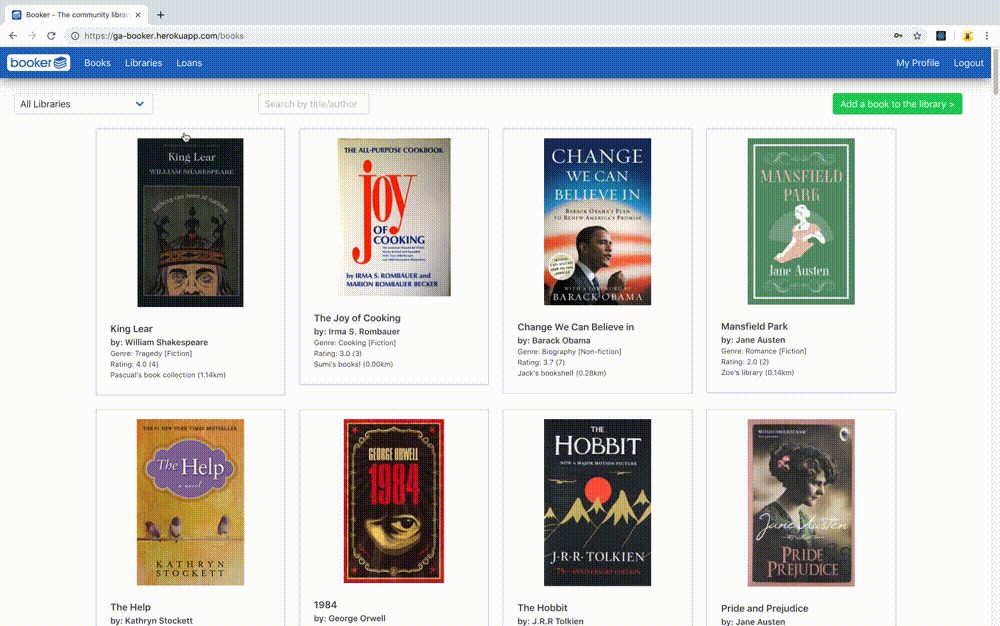 Booker - The community librar
https://ga-booker.herokuapp.com/books
booker
Books
Libraries
Loans
My Profile
Logout
All Libraries
Search by title/author
Add a book to the library >
King Lear
WILLIAM SHAKESPEARE
King Lear
by: William Shakespeare
Genre: Tragedy [Fiction]
Rating: 4.0 (4)
Pascual's book collection (1.14km)
THE ALL-PURPOSE COOKBOOK
joy
OF
COOKING
by IRMA S. ROMBAUER and
MARION ROMBAUER BECKER
The Joy of Cooking
by: Irma S. Rombauer
Genre: Cooking [Fiction]
Rating: 3.0 (3)
Sumi's books! (0.00km)
CHANGE
WE CAN
BELIEVE IN
BARACK OBAMA'S PLAN
TO RENEW AMERICA'S PROMISE
WITH A FOREWORD BY
BARACK OBAMA
Change We Can Believe in
by: Barack Obama
Genre: Biography [Non-fiction]
Rating: 3.7 (7)
Jack's bookshelf (0.28km)
MANSFIELD
PARK
Jane Austen
Mansfield Park
by: Jane Austen
Genre: Romance [Fiction]
Rating: 2.0 (2)
Zoe's library (0.14km)
THE #1 NEW YORK TIMES BESTSELLER
The Help
a novel
KATHRYN
STOCKETT
The Help
by: Kathryn Stockett
GEORGE ORWELL
1984
1984
by: George Orwell
THE
HOBBIT
NOW A MAJOR MOTION PICTURE
J·R·R·TOLKIEN
75TH ANNIVERSARY EDITION
The Hobbit
by: J.R.R Tolkien
Jane Austen
PRIDE
PREJUDICE
Pride and Prejudice
by: Jane Austen